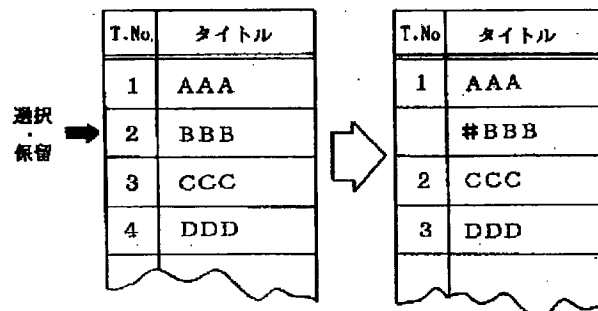 T.No. タイトル
1 AAA
2 BBB
3 CCC
4 DDD
選択
・
保留
T.No タイトル
1 AAA
#BBB
2 CCC
3 DDD